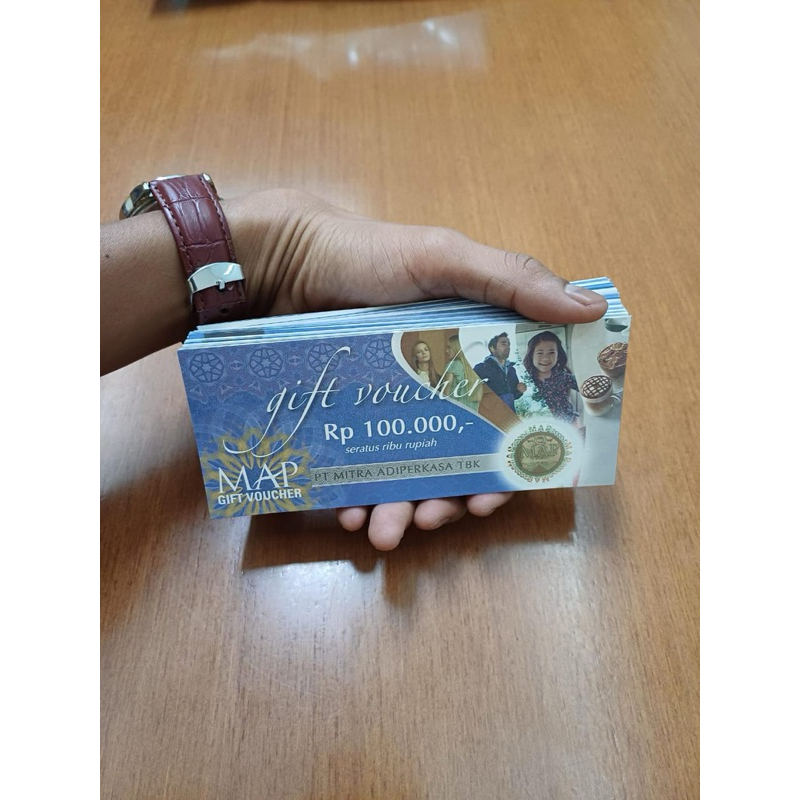 gift voucher
Rp 100.000,-
seratus ribu rupiah
MAP
GIFT VOUCHER
PT MITRA ADIPERKASA TBK
MAP